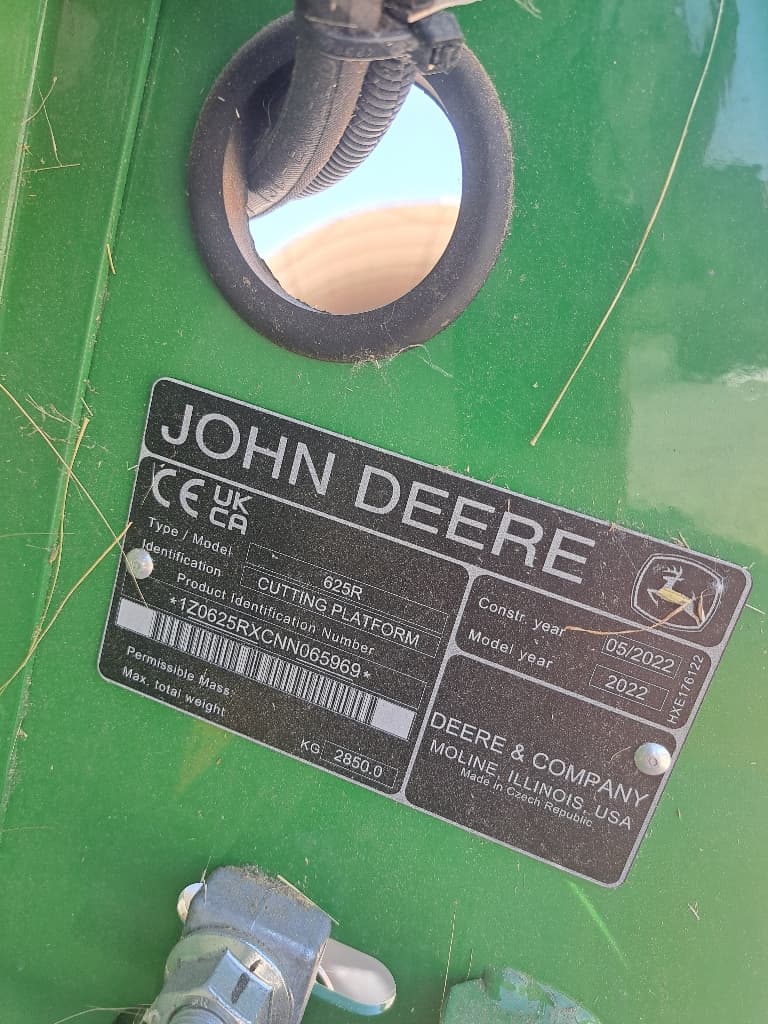 JOHN DEERE
CE UK
CA
Type / Model 625R
Identification CUTTING PLATFORM
Product Identification Number
*1Z0625RXCNN065969*
Permissible Mass
Max. total weight KG 2850.0
Constr. year 05/2022
Model year 2022
HXE176122
DEERE & COMPANY
MOLINE, ILLINOIS, USA
Made in Czech Republic